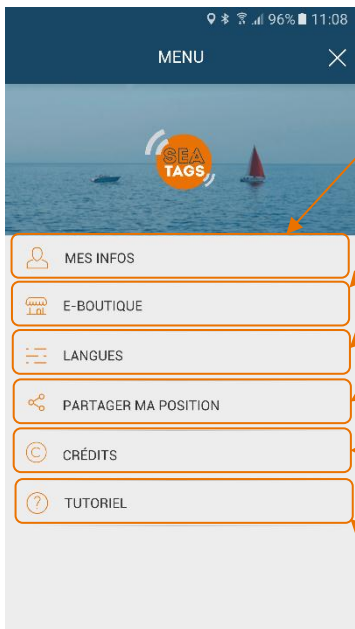 96% 11:08
MENU
SEA
TAGS
MES INFOS
E-BOUTIQUE
LANGUES
PARTAGER MA POSITION
CRÉDITS
TUTORIEL